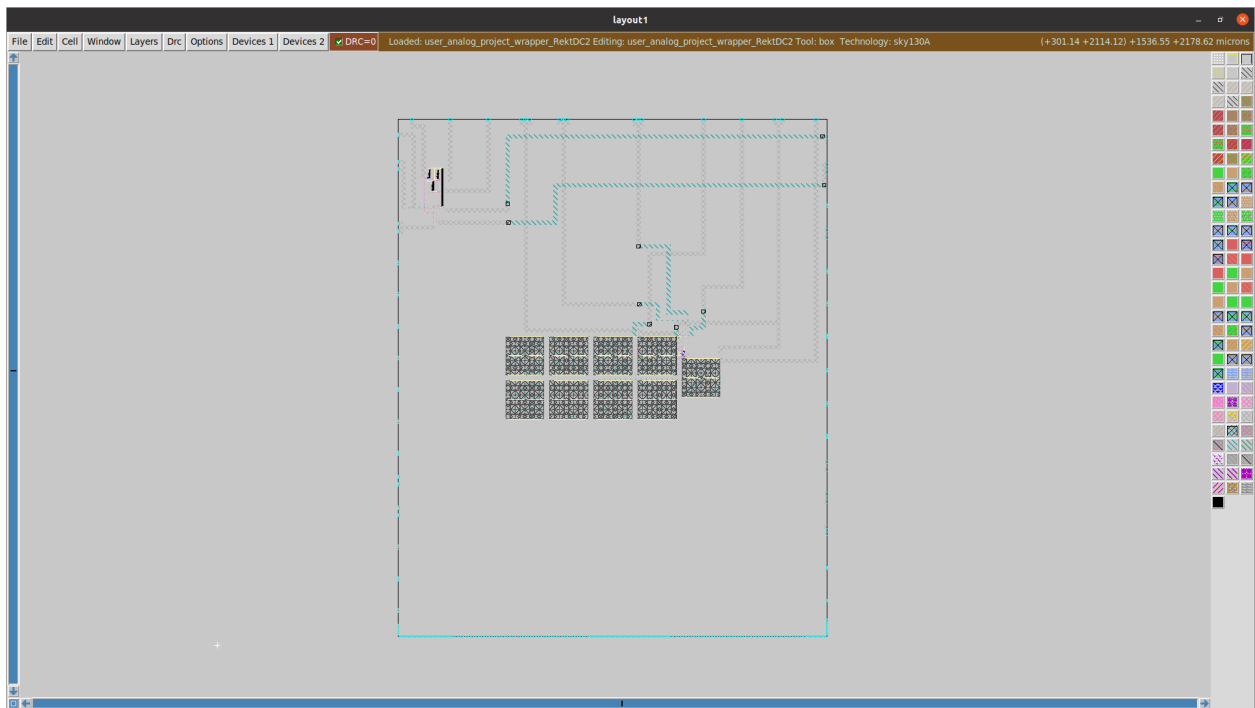 layout1
File Edit Cell Window Layers Drc Options Devices 1 Devices 2 DRC=0 Loaded: user_analog_project_wrapper_RektDC2 Editing: user_analog_project_wrapper_RektDC2 Tool: box Technology: sky130A (+301.14 +2114.12) +1536.55 +2178.62 microns